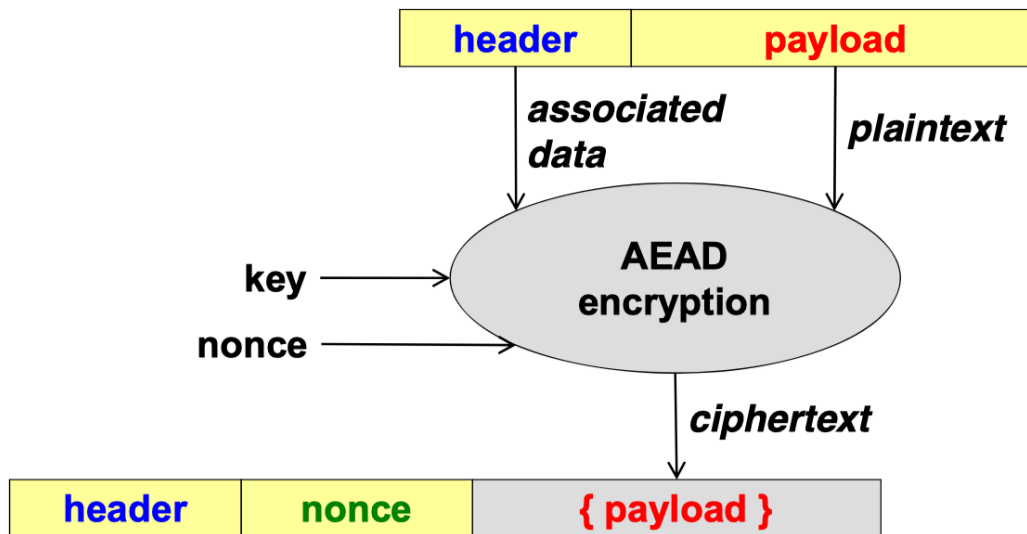 header payload
associated
data
plaintext
AEAD
encryption
key
nonce
ciphertext
header nonce { payload }